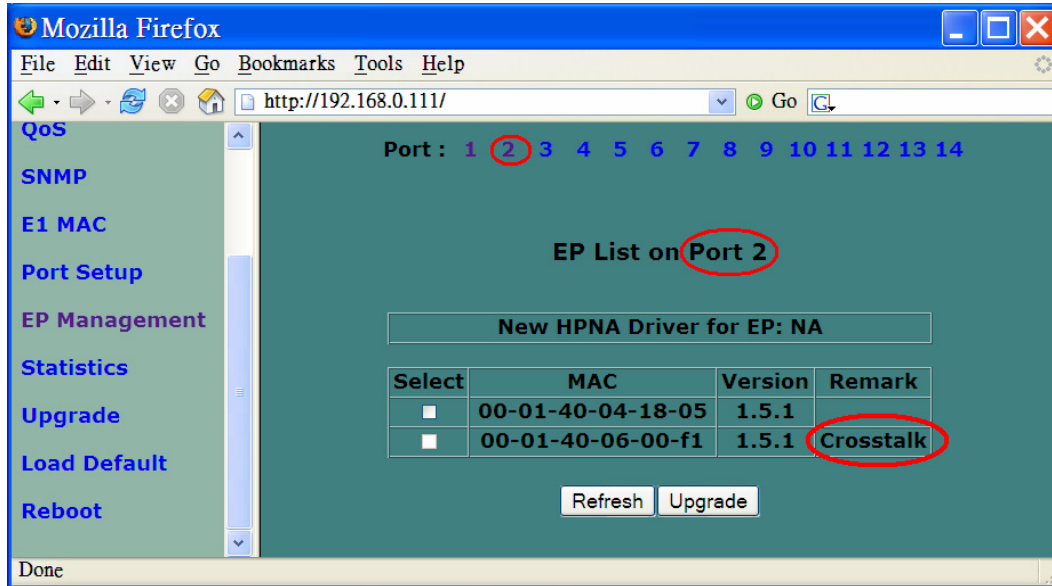 Mozilla Firefox
File Edit View Go Bookmarks Tools Help
http://192.168.0.111/ Go G
QoS
SNMP
E1 MAC
Port Setup
EP Management
Statistics
Upgrade
Load Default
Reboot
Port : 1 2 3 4 5 6 7 8 9 10 11 12 13 14
EP List on Port 2
New HPNA Driver for EP: NA
Select MAC Version Remark
00-01-40-04-18-05 1.5.1
00-01-40-06-00-f1 1.5.1 Crosstalk
Refresh Upgrade
Done